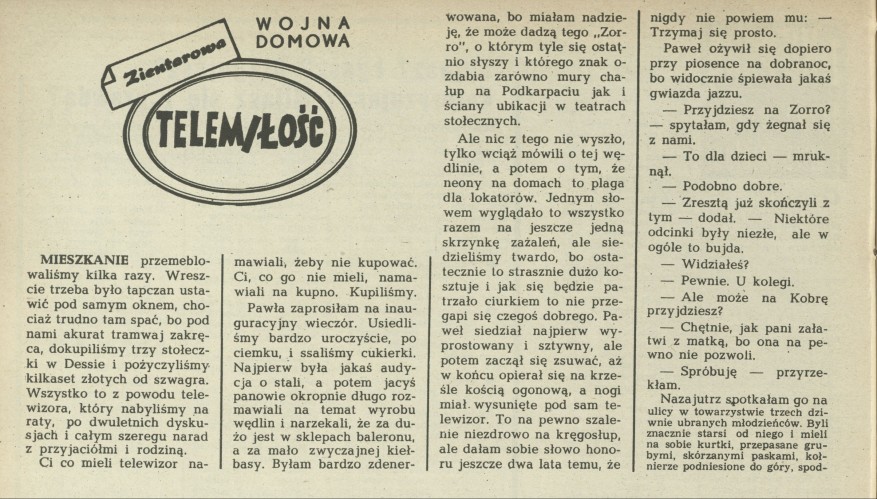 WOJNA
DOMOWA
Zientarowa
TELEMIŁOŚĆ
MIESZKANIE przemeblo-
waliśmy kilka razy. Wresz-
cie trzeba było tapczan usta-
wić pod samym oknem, cho-
ciaż trudno tam spać, bo pod
nami akurat tramwaj zakrę-
ca, dokupiliśmy trzy stołecz-
ki w Dessie i pożyczyliśmy
kilkaset złotych od szwagra.
Wszystko to z powodu tele-
wizora, który nabyliśmy na
raty, po dwuletnich dysku-
sjach i całym szeregu narad
z przyjaciółmi i rodziną.
Ci co mieli telewizor na-
mawiali, żeby nie kupować.
Ci, co go nie mieli, nama-
wiali na kupno. Kupiliśmy.
Pawła zaprosiłam na inau-
guracyjny wieczór. Usiedli-
śmy bardzo uroczyście, po
ciemku, i ssaliśmy cukierki.
Najpierw była jakaś audy-
cja o stali, a potem jacyś
panowie okropnie długo roz-
mawiali na temat wyrobu
wędlin i narzekali, że za du-
żo jest w sklepach baleronu,
a za mało zwyczajnej kieł-
basy. Byłam bardzo zdener-
wowana, bo miałam nadzie-
ję, że może dadzą tego „Zor-
ro", o którym tyle się ostat-
nio słyszy i którego znak o-
zdabia zarówno mury cha-
łup na Podkarpaciu jak i
ściany ubikacji w teatrach
stołecznych.
Ale nic z tego nie wyszło,
tylko wciąż mówili o tej wę-
dlinie, a potem o tym, że
neony na domach to plaga
dla lokatorów. Jednym sło-
wem wyglądało to wszystko
razem na jeszcze jedną
skrzynkę zażaleń, ale sie-
dzieliśmy twardo, bo osta-
tecznie to strasznie dużo ko-
sztuje i jak się będzie pa-
trzało ciurkiem to nie prze-
gapi się czegoś dobrego. Pa-
weł siedział najpierw wy-
prostowany i sztywny, ale
potem zaczął się zsuwać, aż
w końcu opierał się na krze-
śle kością ogonową, a nogi
miał wysunięte pod sam te-
lewizor. To na pewno szale-
nie niezdrowo na kręgosłup,
ale dałam sobie słowo hono-
ru jeszcze dwa lata temu, że
nigdy nie powiem mu: —
Trzymaj się prosto.
Paweł ożywił się dopiero
przy piosence na dobranoc,
bo widocznie śpiewała jakaś
gwiazda jazzu.
— Przyjdziesz na Zorro?
— spytałam, gdy żegnał się
z nami.
— To dla dzieci — mruk-
nął.
— Podobno dobre.
— Zresztą już skończyli z
tym — dodał. — Niektóre
odcinki były niezłe, ale w
ogóle to bujda.
— Widziałeś?
— Pewnie. U kolegi.
— Ale może na Kobrę
przyjdziesz?
— Chętnie, jak pani zała-
twi z matką, bo ona na pe-
wno nie pozwoli.
— Spróbuję — przyrze-
kłam.
Nazajutrz spotkałam go na
ulicy w towarzystwie trzech dzi-
wnie ubranych młodzieńców. Byli
znacznie starsi od niego i mieli
na sobie kurtki, przepasane gru-
bymi, skórzanymi paskami, koł-
nierze podniesione do góry, spod-